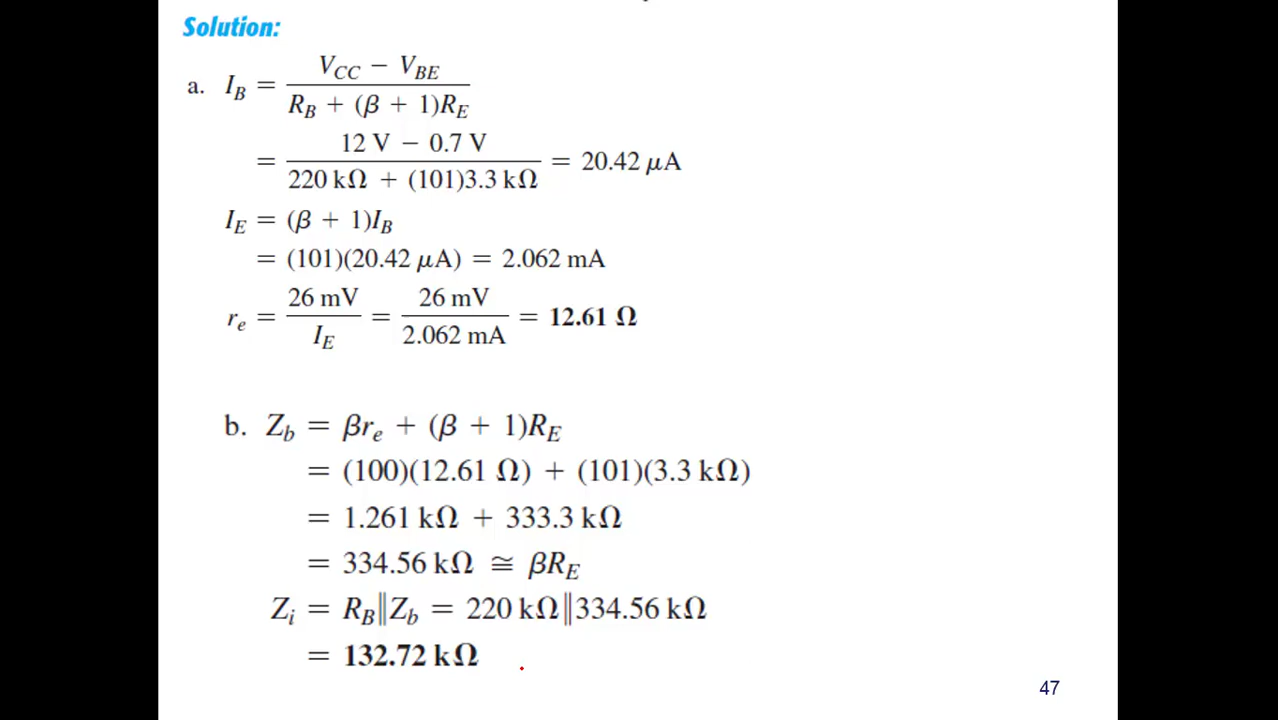 Solution:
a. I_B = (V_CC − V_BE) / (R_B + (β + 1)R_E)
= (12 V − 0.7 V) / (220 kΩ + (101)3.3 kΩ) = 20.42 μA
I_E = (β + 1)I_B
= (101)(20.42 μA) = 2.062 mA
r_e = 26 mV / I_E = 26 mV / 2.062 mA = 12.61 Ω
b. Z_b = βr_e + (β + 1)R_E
= (100)(12.61 Ω) + (101)(3.3 kΩ)
= 1.261 kΩ + 333.3 kΩ
= 334.56 kΩ ≅ βR_E
Z_i = R_B‖Z_b = 220 kΩ‖334.56 kΩ
= 132.72 kΩ
47